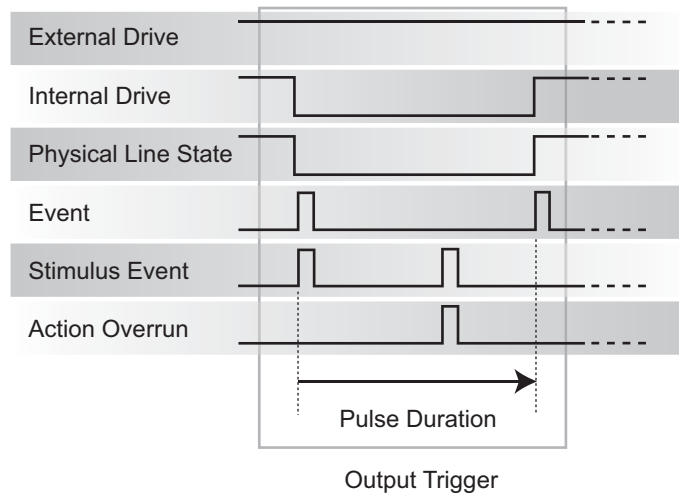 External Drive
Internal Drive
Physical Line State
Event
Stimulus Event
Action Overrun
Pulse Duration
Output Trigger